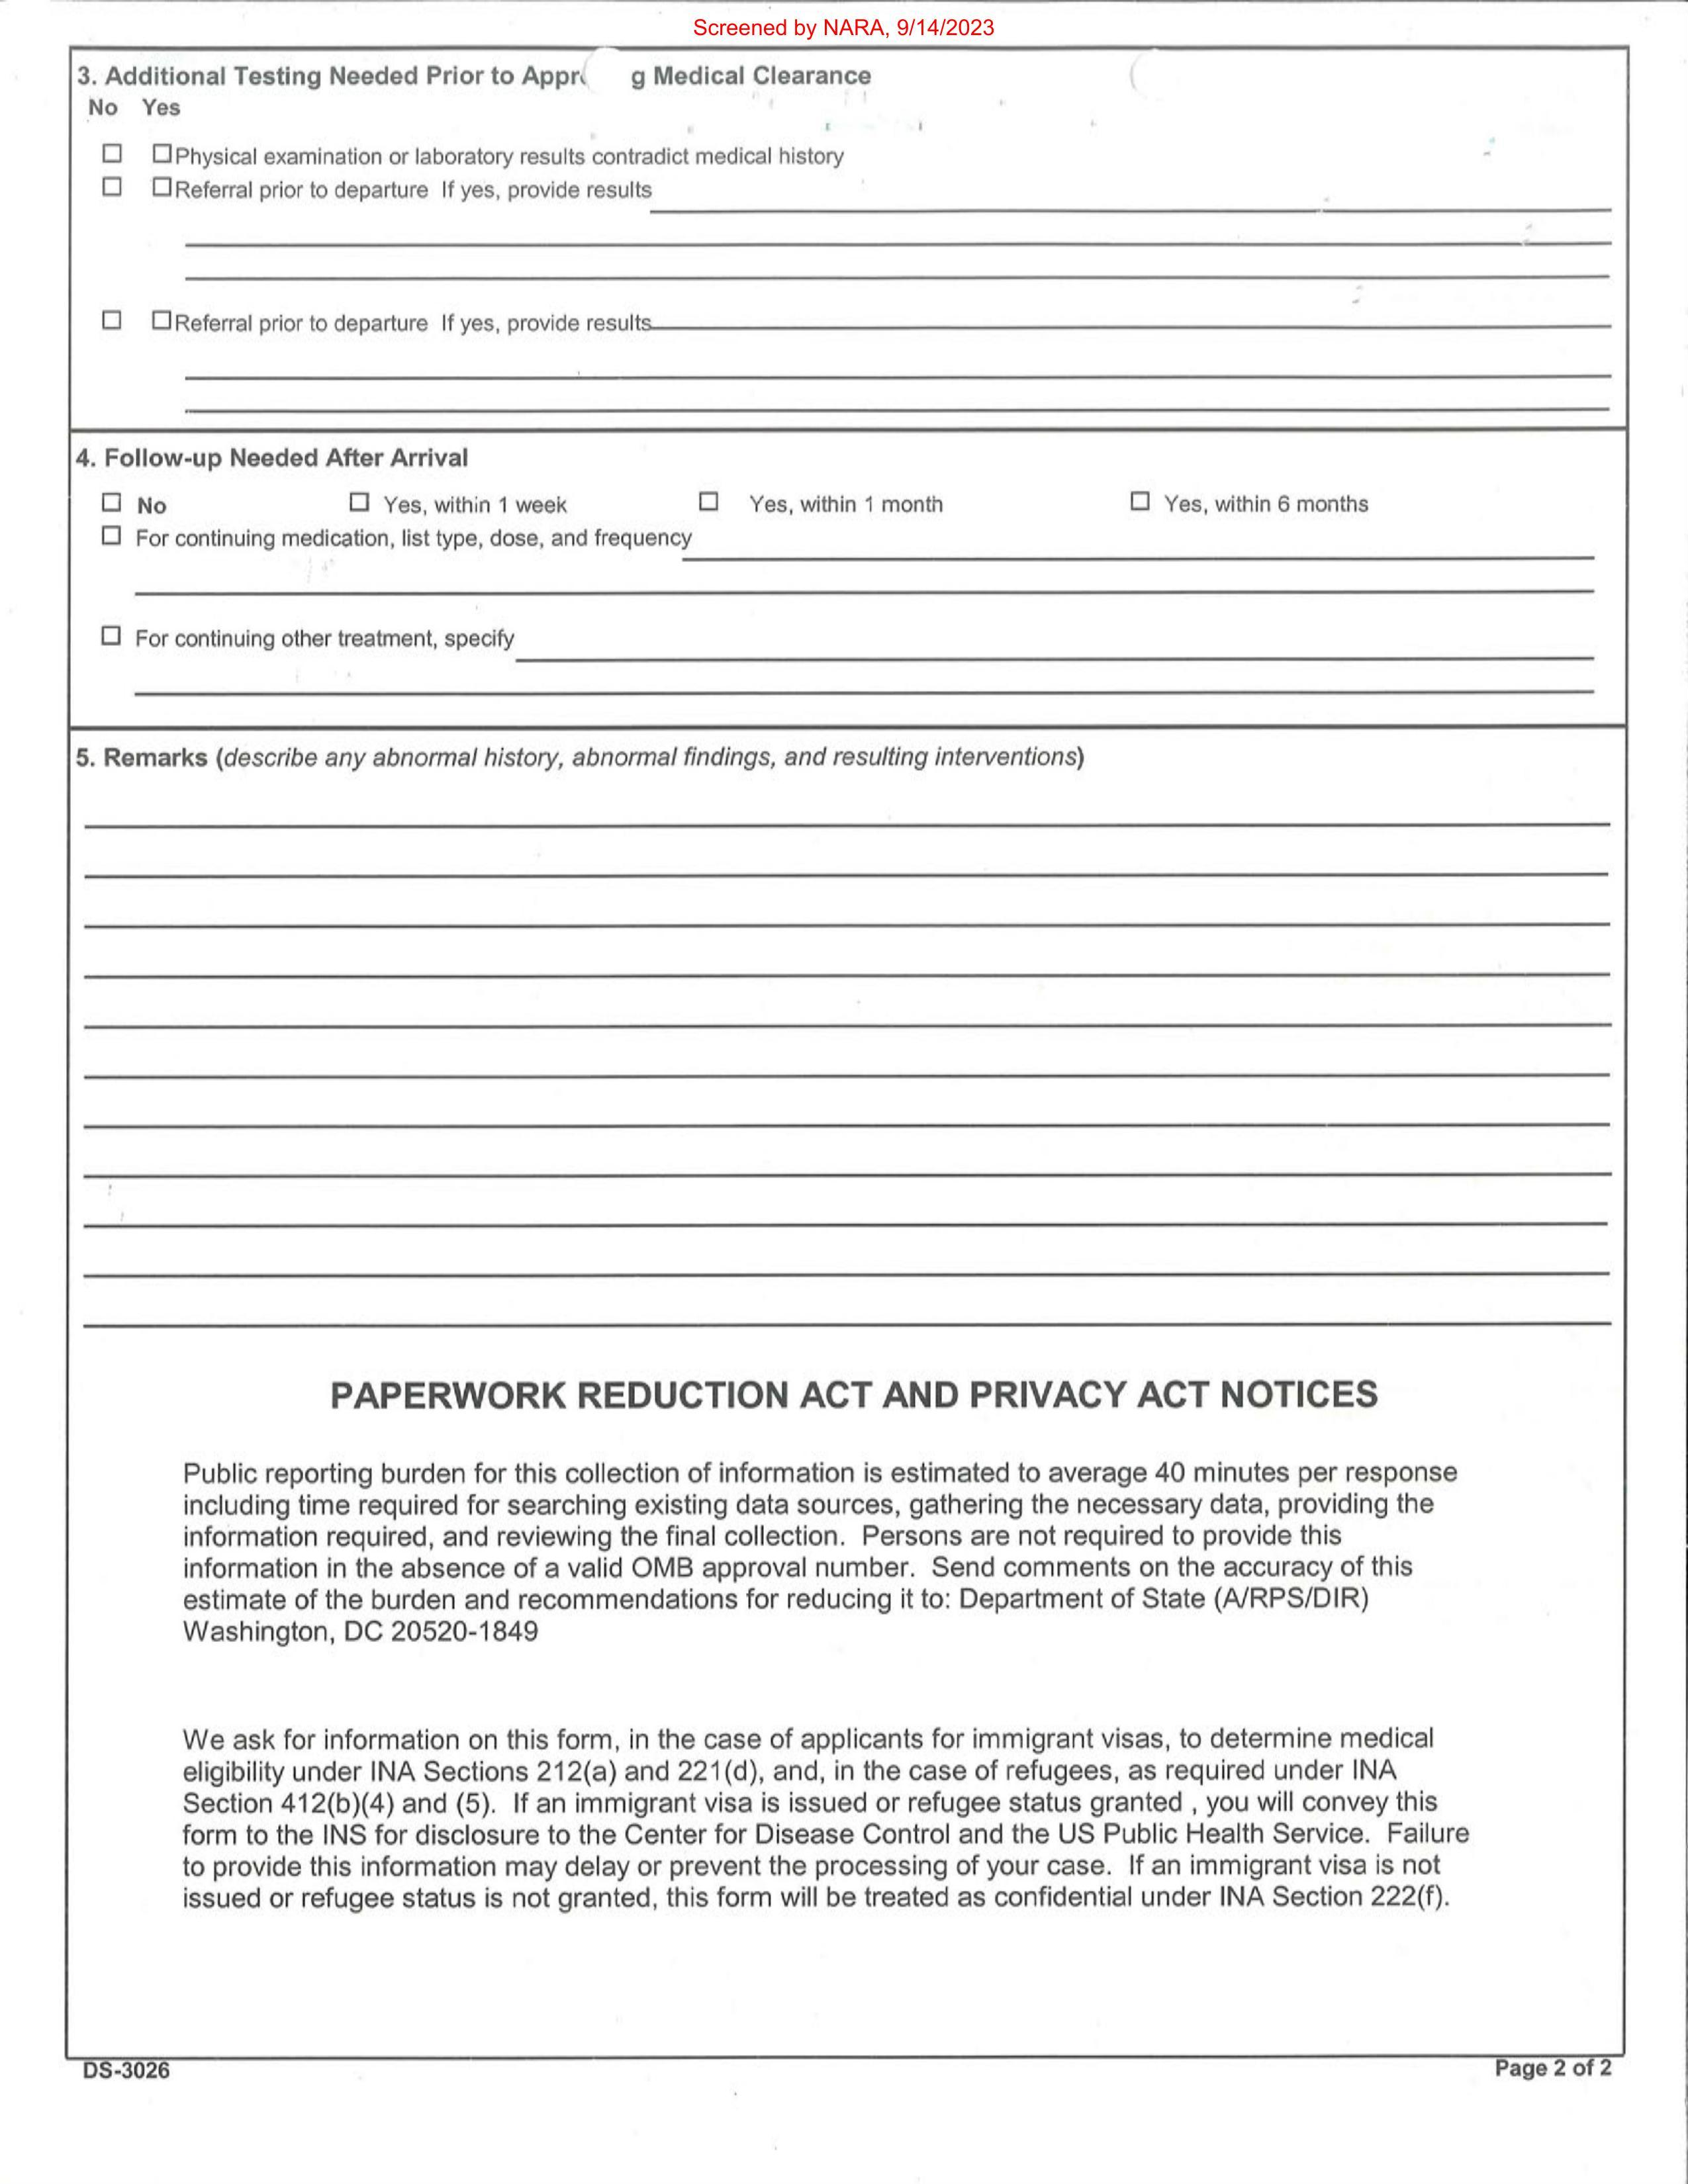 Screened by NARA, 9/14/2023
3. Additional Testing Needed Prior to g Medical Clearance
No Yes
☐ ☐ Physical examination or laboratory results contradict medical history
☐ ☐ Referral prior to departure If yes, provide results
☐ ☐ Referral prior to departure If yes, provide results
4. Follow-up Needed After Arrival
☐ No ☐ Yes, within 1 week ☐ Yes, within 1 month ☐ Yes, within 6 months
☐ For continuing medication, list type, dose, and frequency
☐ For continuing other treatment, specify
5. Remarks (describe any abnormal history, abnormal findings, and resulting interventions)
PAPERWORK REDUCTION ACT AND PRIVACY ACT NOTICES
Public reporting burden for this collection of information is estimated to average 40 minutes per response
including time required for searching existing data sources, gathering the necessary data, providing the
information required, and reviewing the final collection. Persons are not required to provide this
information in the absence of a valid OMB approval number. Send comments on the accuracy of this
estimate of the burden and recommendations for reducing it to: Department of State (A/RPS/DIR)
Washington, DC 20520-1849
We ask for information on this form, in the case of applicants for immigrant visas, to determine medical
eligibility under INA Sections 212(a) and 221(d), and, in the case of refugees, as required under INA
Section 412(b)(4) and (5). If an immigrant visa is issued or refugee status granted , you will convey this
form to the INS for disclosure to the Center for Disease Control and the US Public Health Service. Failure
to provide this information may delay or prevent the processing of your case. If an immigrant visa is not
issued or refugee status is not granted, this form will be treated as confidential under INA Section 222(f).
DS-3026 Page 2 of 2